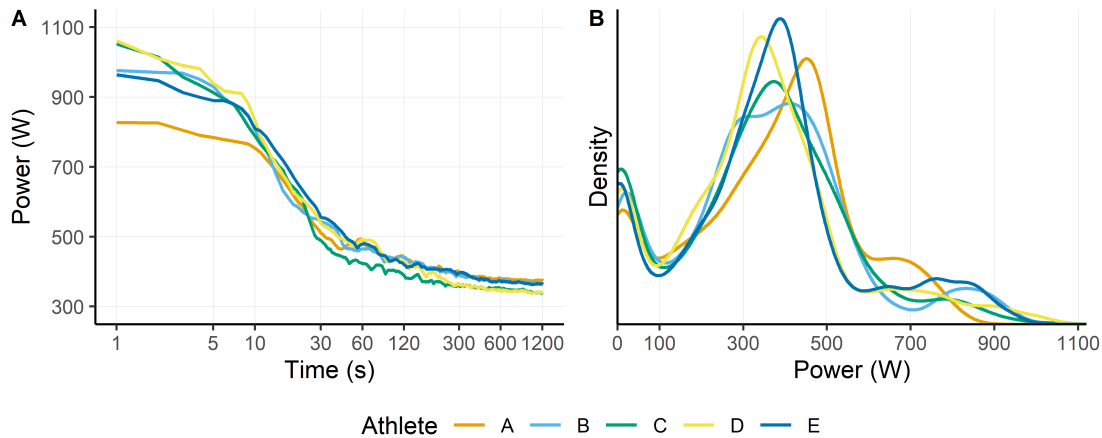 A
B
Power (W)
1100
900
700
500
300
1 5 10 30 60 120 300 600 1200
Time (s)
Density
0 100 300 500 700 900 1100
Power (W)
Athlete A B C D E